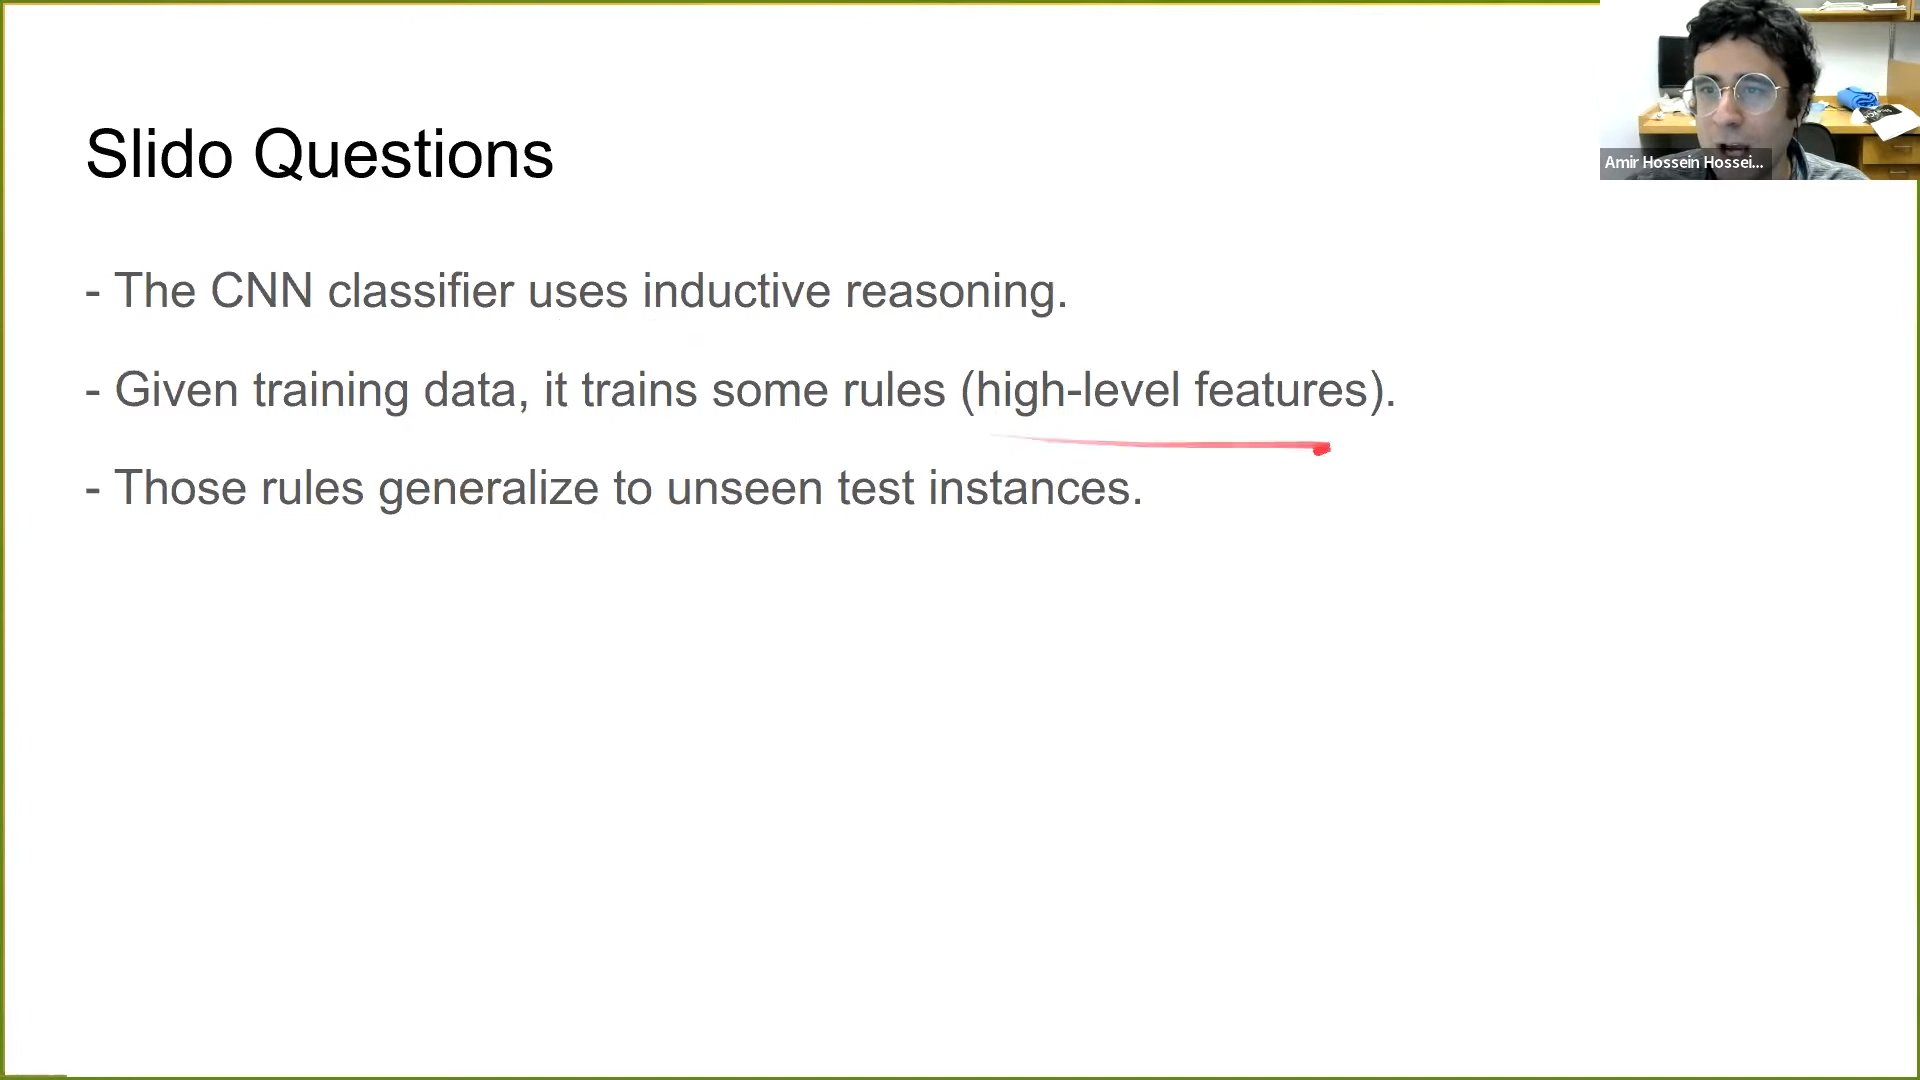 Slido Questions
- The CNN classifier uses inductive reasoning.
- Given training data, it trains some rules (high-level features).
- Those rules generalize to unseen test instances.
Amir Hossein Hossei...